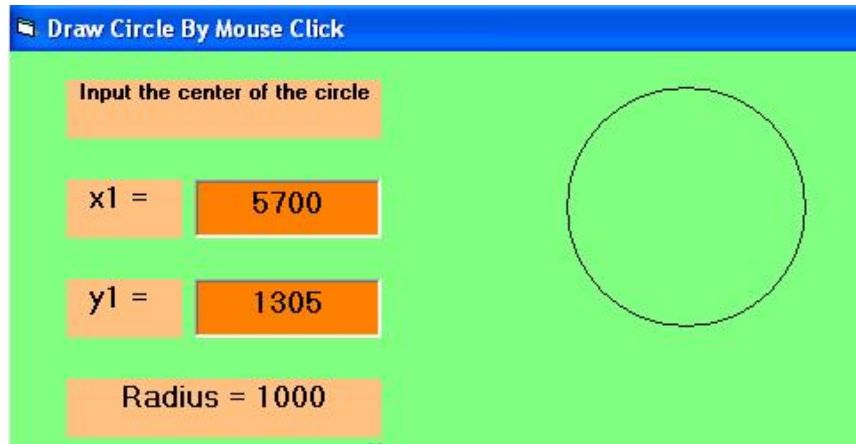 Draw Circle By Mouse Click
Input the center of the circle
x1 =
5700
y1 =
1305
Radius = 1000